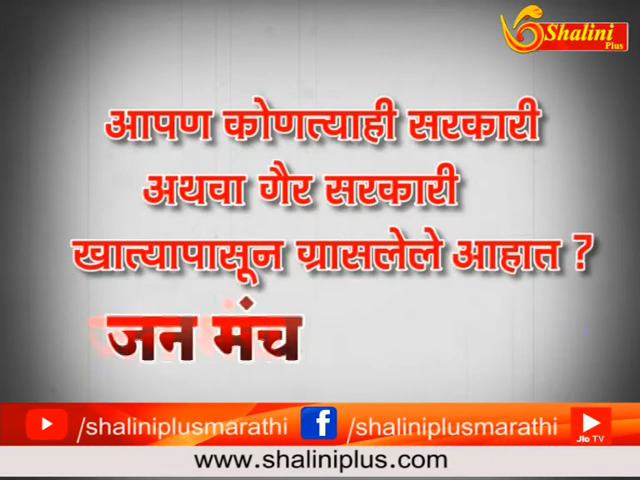 Shalini
Plus
आपण कोणत्याही सरकारी
अथवा गैर सरकारी
खात्यापासून ग्रासलेले आहात ?
जन मंच
/shaliniplusmarathi
/shaliniplusmarathi
Jio TV
www.shaliniplus.com